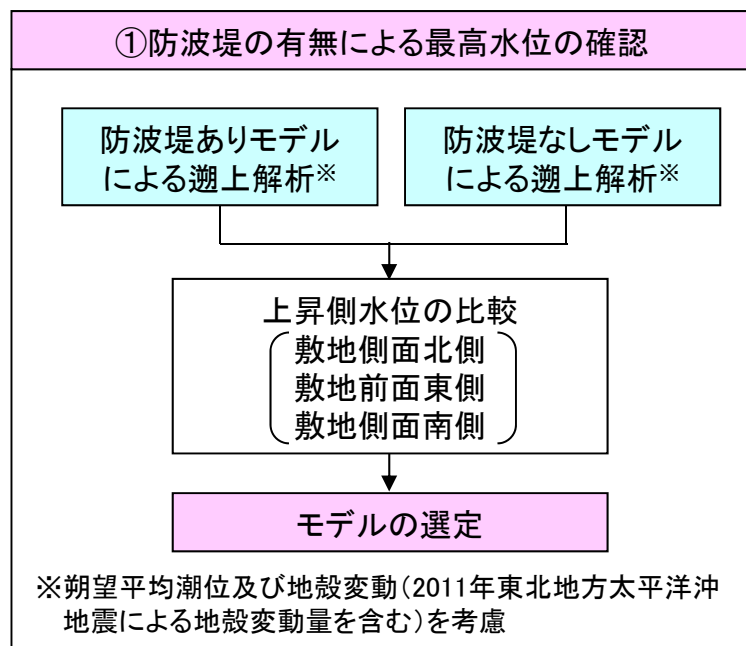 ①防波堤の有無による最高水位の確認
防波堤ありモデル
による遡上解析※
防波堤なしモデル
による遡上解析※
上昇側水位の比較
敷地側面北側
敷地前面東側
敷地側面南側
モデルの選定
※朔望平均潮位及び地殻変動(2011年東北地方太平洋沖
地震による地殻変動量を含む)を考慮